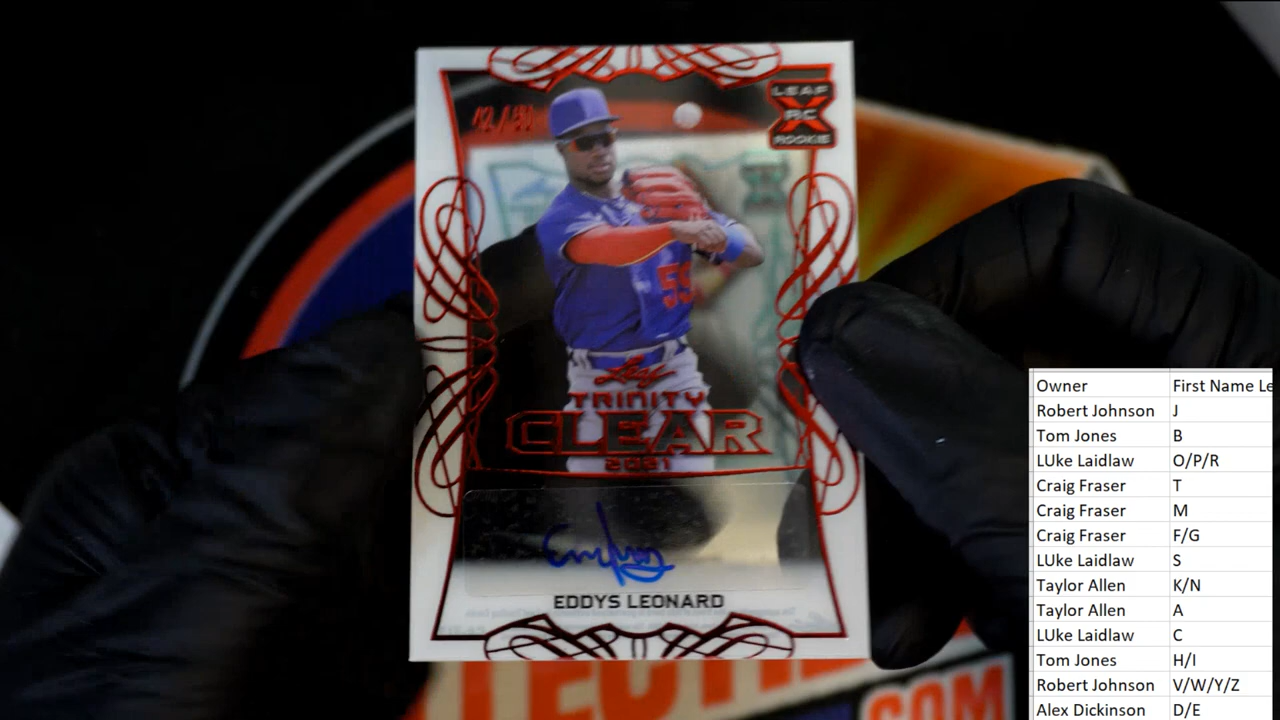 LEAF
X
RC
ROOKIE
55
Leaf
TRINITY
CLEAR
2021
EDDYS LEONARD
.COM
Owner First Name Le
Robert Johnson J
Tom Jones B
LUke Laidlaw O/P/R
Craig Fraser T
Craig Fraser M
Craig Fraser F/G
LUke Laidlaw S
Taylor Allen K/N
Taylor Allen A
LUke Laidlaw C
Tom Jones H/I
Robert Johnson V/W/Y/Z
Alex Dickinson D/E